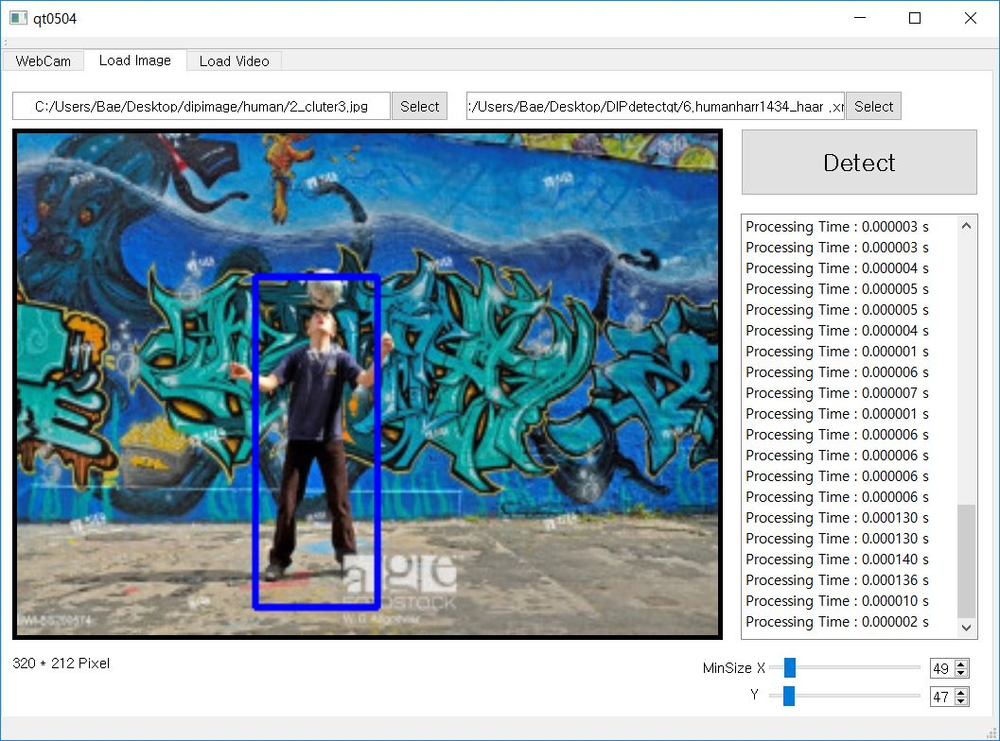 qt0504
WebCam Load Image Load Video
C:/Users/Bae/Desktop/dipimage/human/2_cluter3.jpg Select :/Users/Bae/Desktop/DIPdetectqt/6.humanharr1434_haar .xr Select
Detect
Processing Time : 0.000003 s
Processing Time : 0.000003 s
Processing Time : 0.000004 s
Processing Time : 0.000005 s
Processing Time : 0.000005 s
Processing Time : 0.000004 s
Processing Time : 0.000001 s
Processing Time : 0.000006 s
Processing Time : 0.000007 s
Processing Time : 0.000001 s
Processing Time : 0.000006 s
Processing Time : 0.000006 s
Processing Time : 0.000006 s
Processing Time : 0.000006 s
Processing Time : 0.000130 s
Processing Time : 0.000130 s
Processing Time : 0.000140 s
Processing Time : 0.000136 s
Processing Time : 0.000010 s
Processing Time : 0.000002 s
age
320 * 212 Pixel
MinSize X 49
Y 47